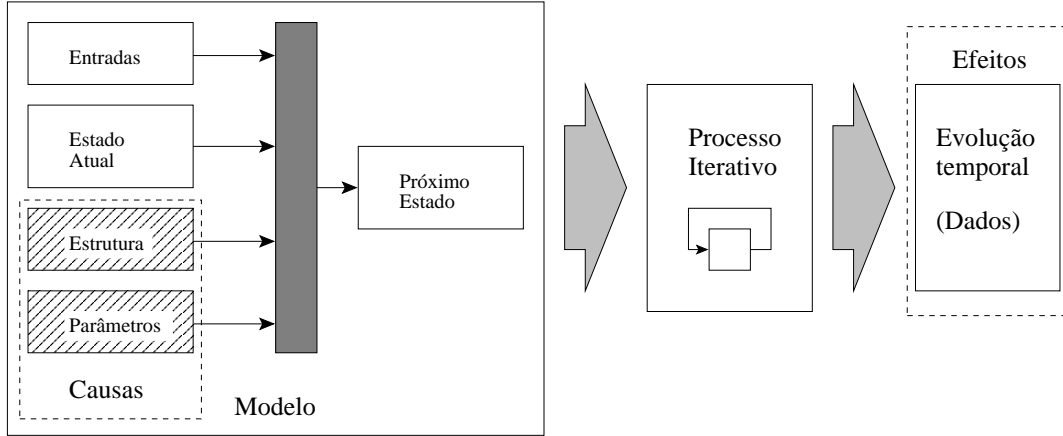 Entradas
Estado
Atual
Estrutura
Parâmetros
Causas
Modelo
Próximo
Estado
Processo
Iterativo
Efeitos
Evolução
temporal
(Dados)